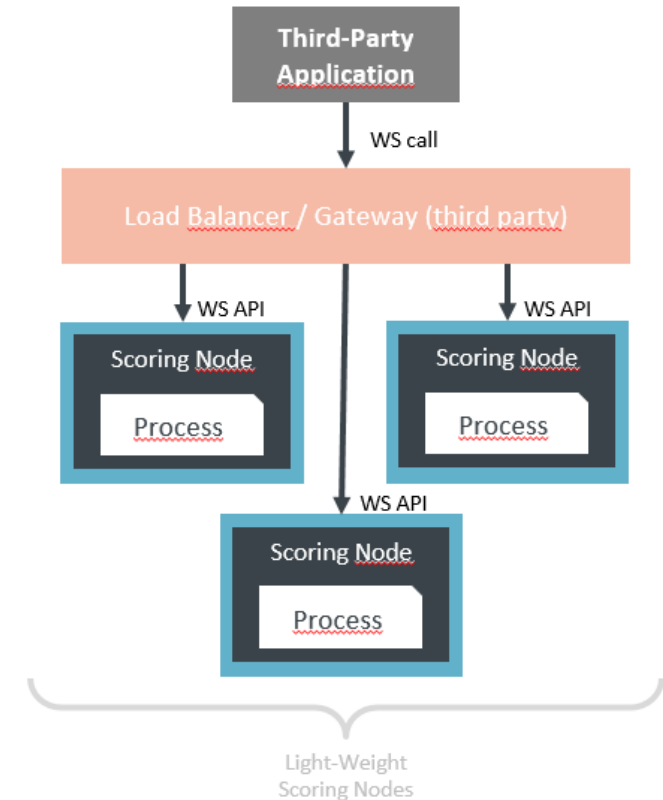 Third-Party
Application
WS call
Load Balancer / Gateway (third party)
WS API
WS API
Scoring Node
Process
Scoring Node
Process
WS API
Scoring Node
Process
Light-Weight
Scoring Nodes